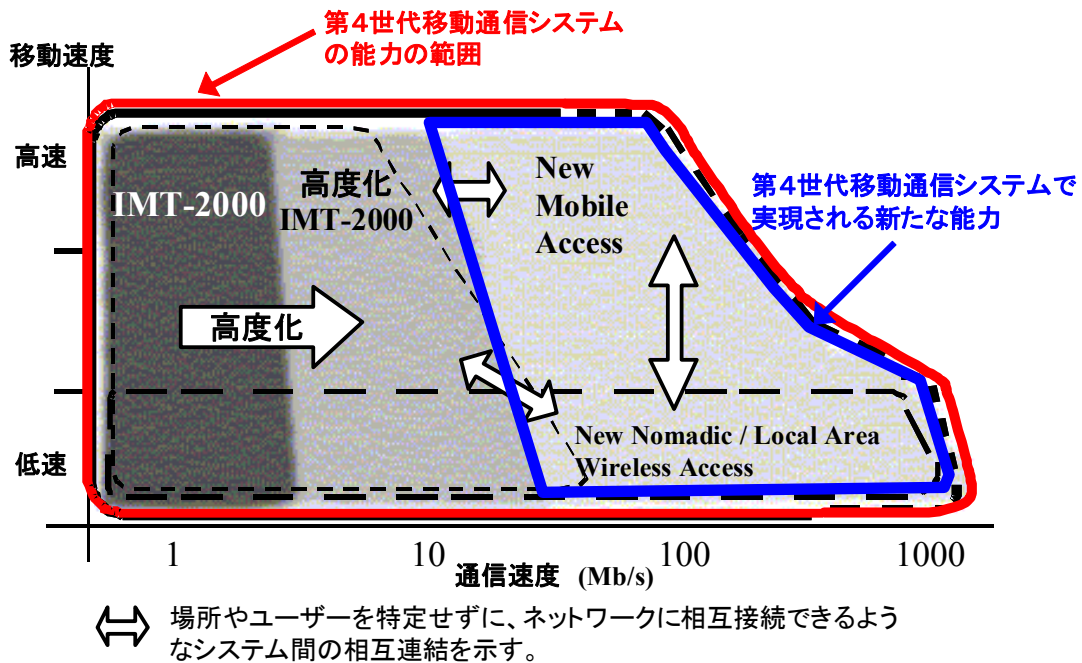 第４世代移動通信システム
の能力の範囲
移動速度
高速
IMT-2000
高度化
IMT-2000
New
Mobile
Access
第４世代移動通信システムで
実現される新たな能力
高度化
New Nomadic / Local Area
Wireless Access
低速
1
10
100
1000
通信速度 (Mb/s)
場所やユーザーを特定せずに、ネットワークに相互接続できるよう
なシステム間の相互連結を示す。